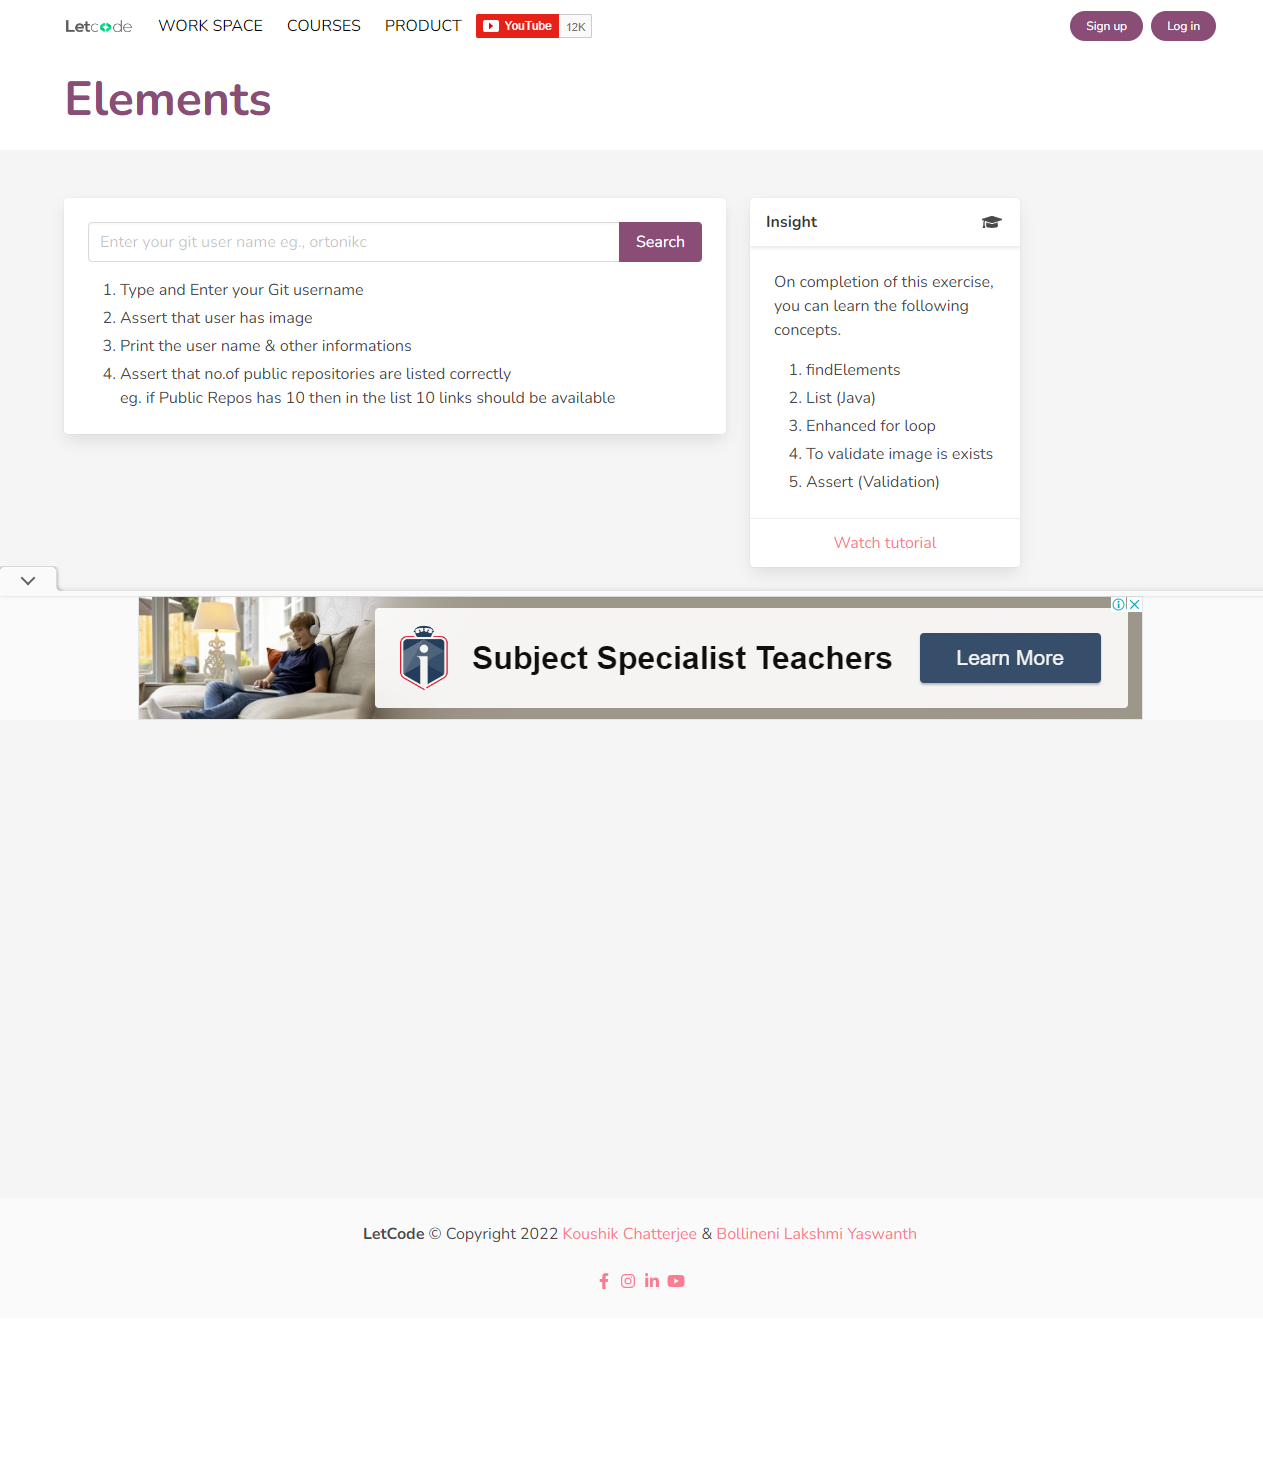 Letcode WORK SPACE COURSES PRODUCT YouTube 12K Sign up Log in
Elements
Enter your git user name eg., ortonikc Search
1. Type and Enter your Git username
2. Assert that user has image
3. Print the user name & other informations
4. Assert that no.of public repositories are listed correctly
eg. if Public Repos has 10 then in the list 10 links should be available
Insight
On completion of this exercise,
you can learn the following
concepts.
1. findElements
2. List (Java)
3. Enhanced for loop
4. To validate image is exists
5. Assert (Validation)
Watch tutorial
Subject Specialist Teachers Learn More
LetCode © Copyright 2022 Koushik Chatterjee & Bollineni Lakshmi Yaswanth